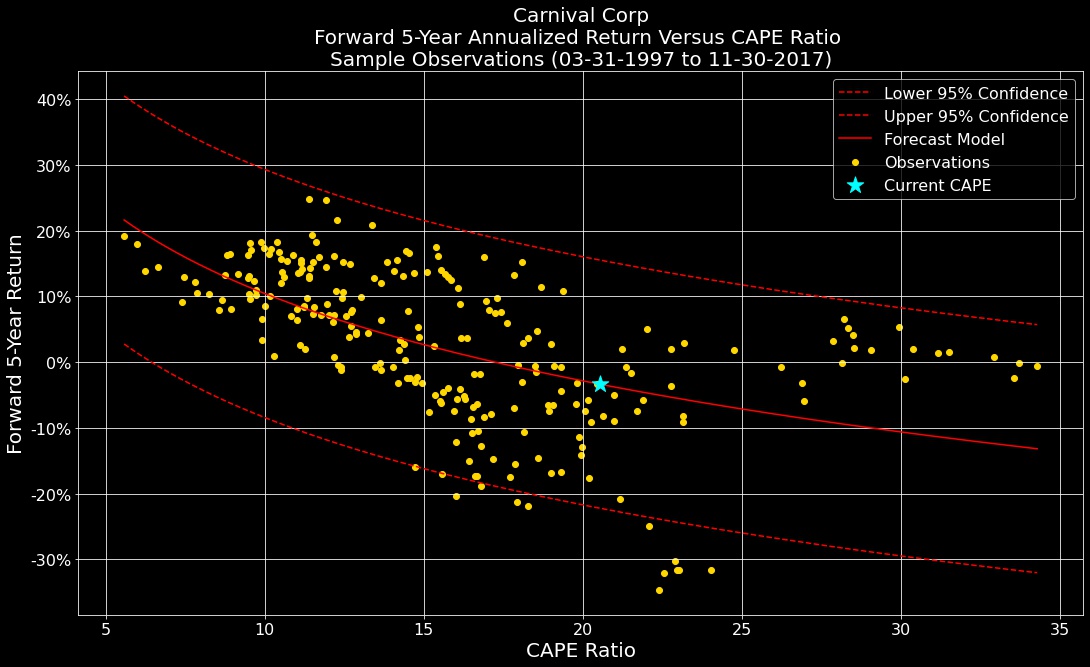 Carnival Corp
Forward 5-Year Annualized Return Versus CAPE Ratio
Sample Observations (03-31-1997 to 11-30-2017)
Lower 95% Confidence
Upper 95% Confidence
Forecast Model
Observations
Current CAPE
Forward 5-Year Return
40%
30%
20%
10%
0%
-10%
-20%
-30%
5 10 15 20 25 30 35
CAPE Ratio